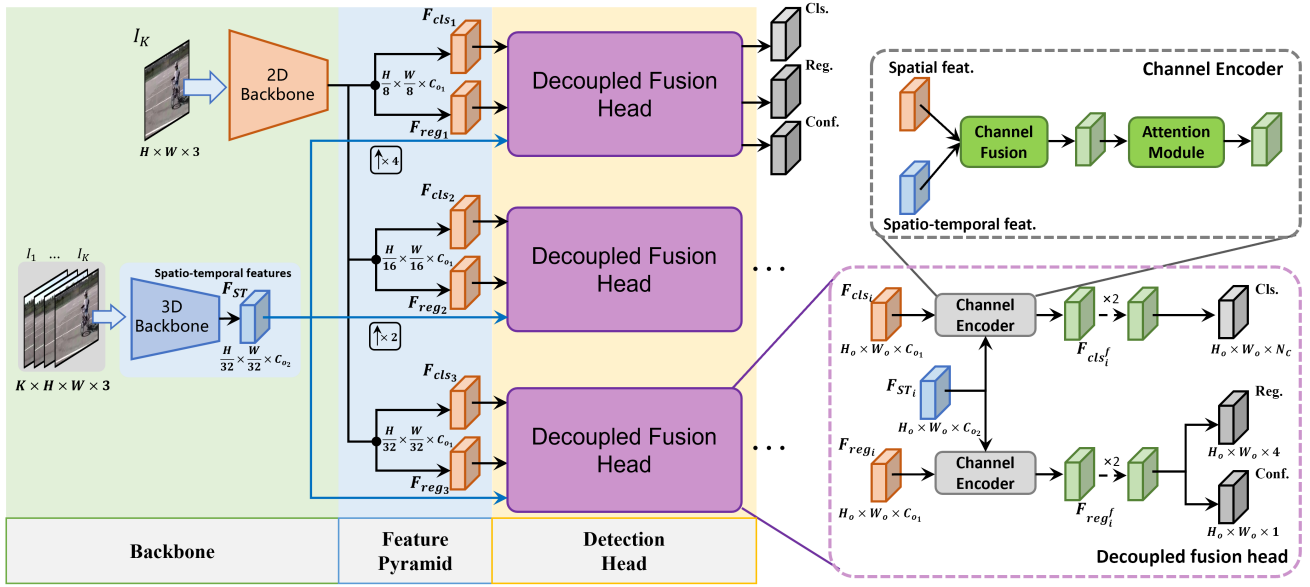 I_K
H × W × 3
2D
Backbone
I_1 ... I_K
K × H × W × 3
Spatio-temporal features
3D
Backbone
F_ST
H/32 × W/32 × C_o2
F_cls1
H/8 × W/8 × C_o1
F_reg1
↑× 4
F_cls2
H/16 × W/16 × C_o1
F_reg2
↑× 2
F_cls3
H/32 × W/32 × C_o1
F_reg3
Decoupled Fusion
Head
Cls.
Reg.
Conf.
Decoupled Fusion
Head
...
Decoupled Fusion
Head
...
Backbone
Feature
Pyramid
Detection
Head
Channel Encoder
Spatial feat.
Channel
Fusion
Attention
Module
Spatio-temporal feat.
F_cls_i
H_o × W_o × C_o1
Channel
Encoder
×2
F_cls_i^f
Cls.
H_o × W_o × N_C
F_ST_i
H_o × W_o × C_o2
F_reg_i
H_o × W_o × C_o1
Channel
Encoder
×2
F_reg_i^f
Reg.
H_o × W_o × 4
Conf.
H_o × W_o × 1
Decoupled fusion head